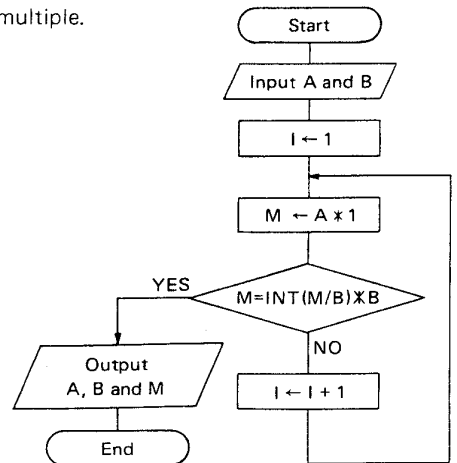 multiple.
Start
Input A and B
I ← 1
M ← A * 1
M=INT(M/B)*B
YES
NO
Output
A, B and M
I ← I + 1
End